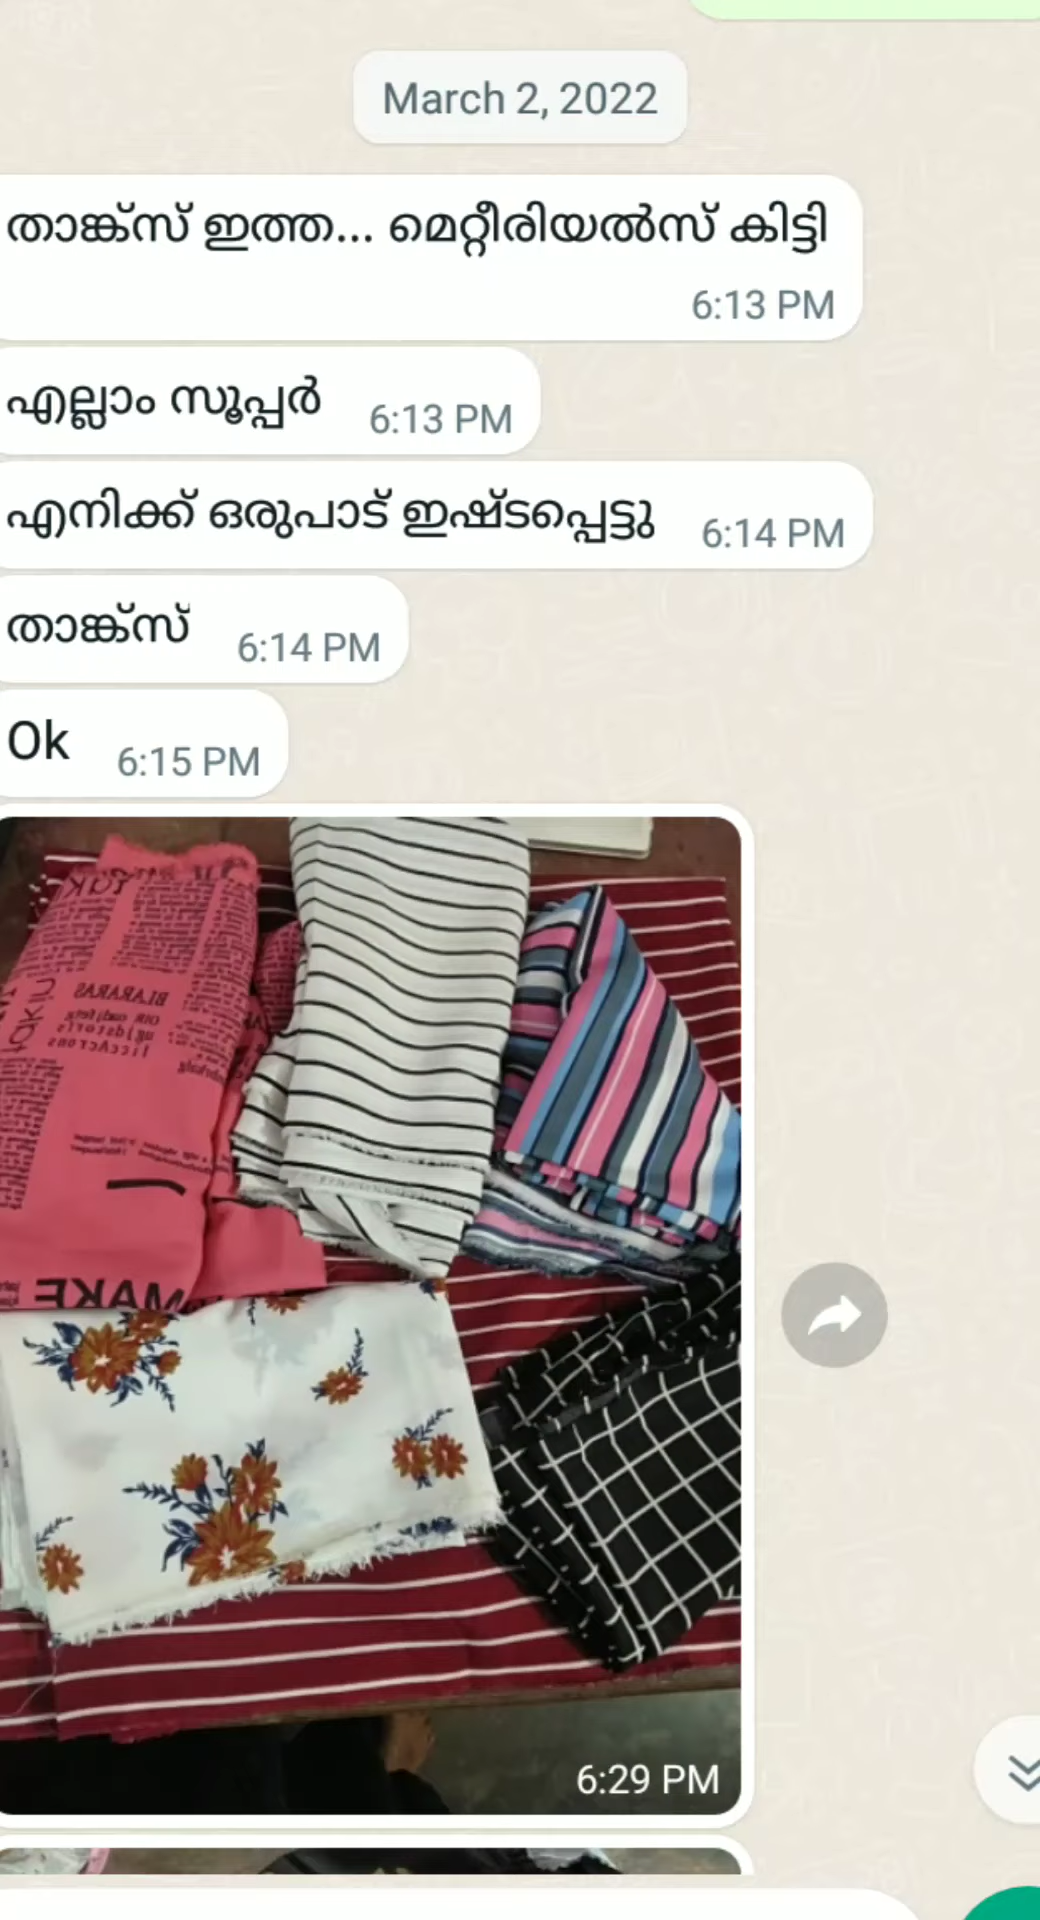 March 2, 2022
താങ്ക്സ് ഇത്ത... മെറ്റീരിയൽസ് കിട്ടി
6:13 PM
എല്ലാം സൂപ്പർ 6:13 PM
എനിക്ക് ഒരുപാട് ഇഷ്ടപ്പെട്ടു 6:14 PM
താങ്ക്സ് 6:14 PM
Ok 6:15 PM
MAKE
6:29 PM